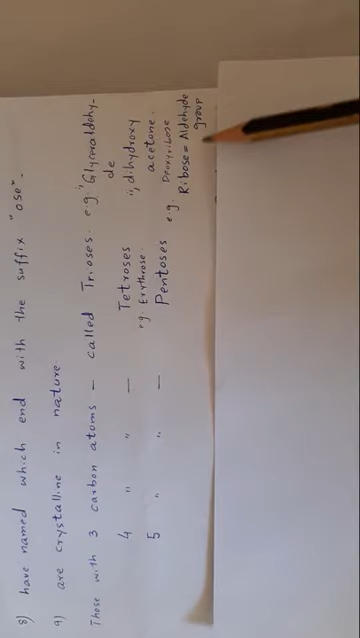 8) have named which end with the suffix "ose".
9) are crystalline in nature.
Those with 3 carbon atoms — called Trioses. e.g. "Glyceraldehy-
de
4 " " — Tetroses ", dihydroxy
eg. Erythrose. acetone.
5 " " — Pentoses e.g. Deoxyribose
Ribose = Aldehyde
group